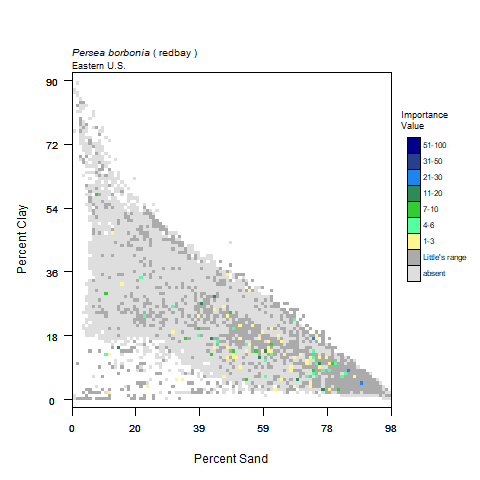 Persea borbonia ( redbay )
Eastern U.S.
90
72
54
36
18
0
Percent Clay
0
20
39
59
78
98
Percent Sand
Importance
Value
51-100
31-50
21-30
11-20
7-10
4-6
1-3
Little's range
absent